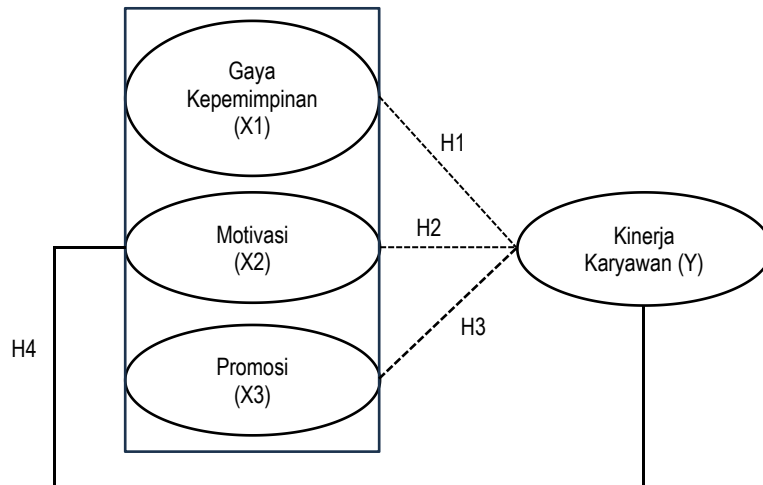 Gaya
Kepemimpinan
(X1)
H1
Motivasi
(X2)
H2
Kinerja
Karyawan (Y)
H3
H4
Promosi
(X3)